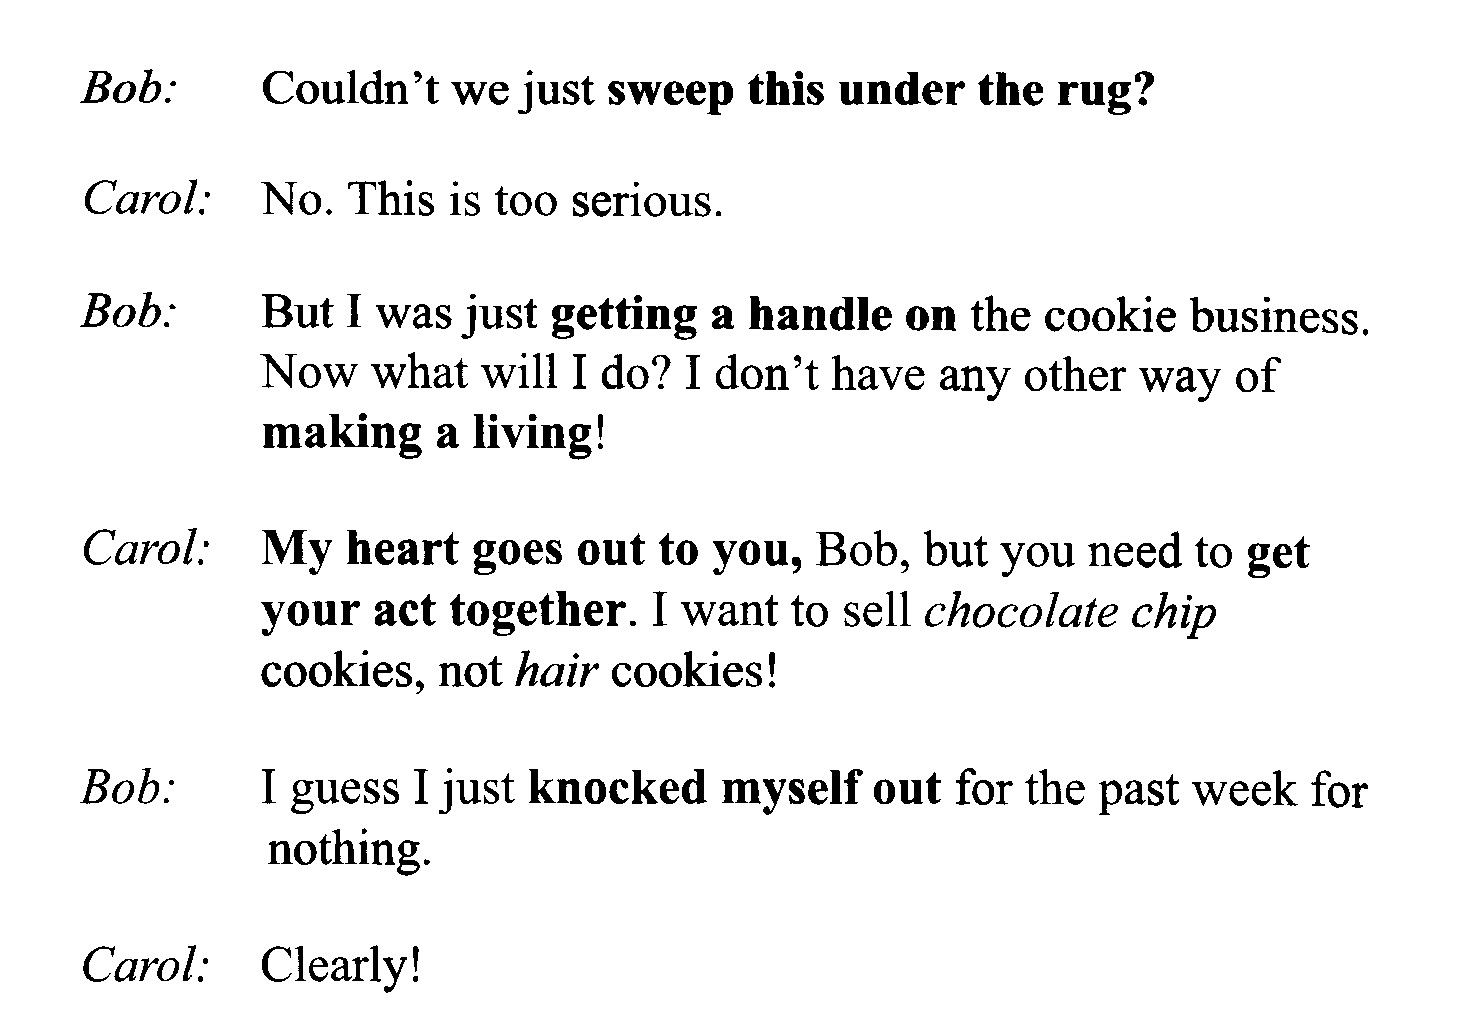 Bob: Couldn't we just sweep this under the rug?
Carol: No. This is too serious.
Bob: But I was just getting a handle on the cookie business.
Now what will I do? I don't have any other way of
making a living!
Carol: My heart goes out to you, Bob, but you need to get
your act together. I want to sell chocolate chip
cookies, not hair cookies!
Bob: I guess I just knocked myself out for the past week for
nothing.
Carol: Clearly!